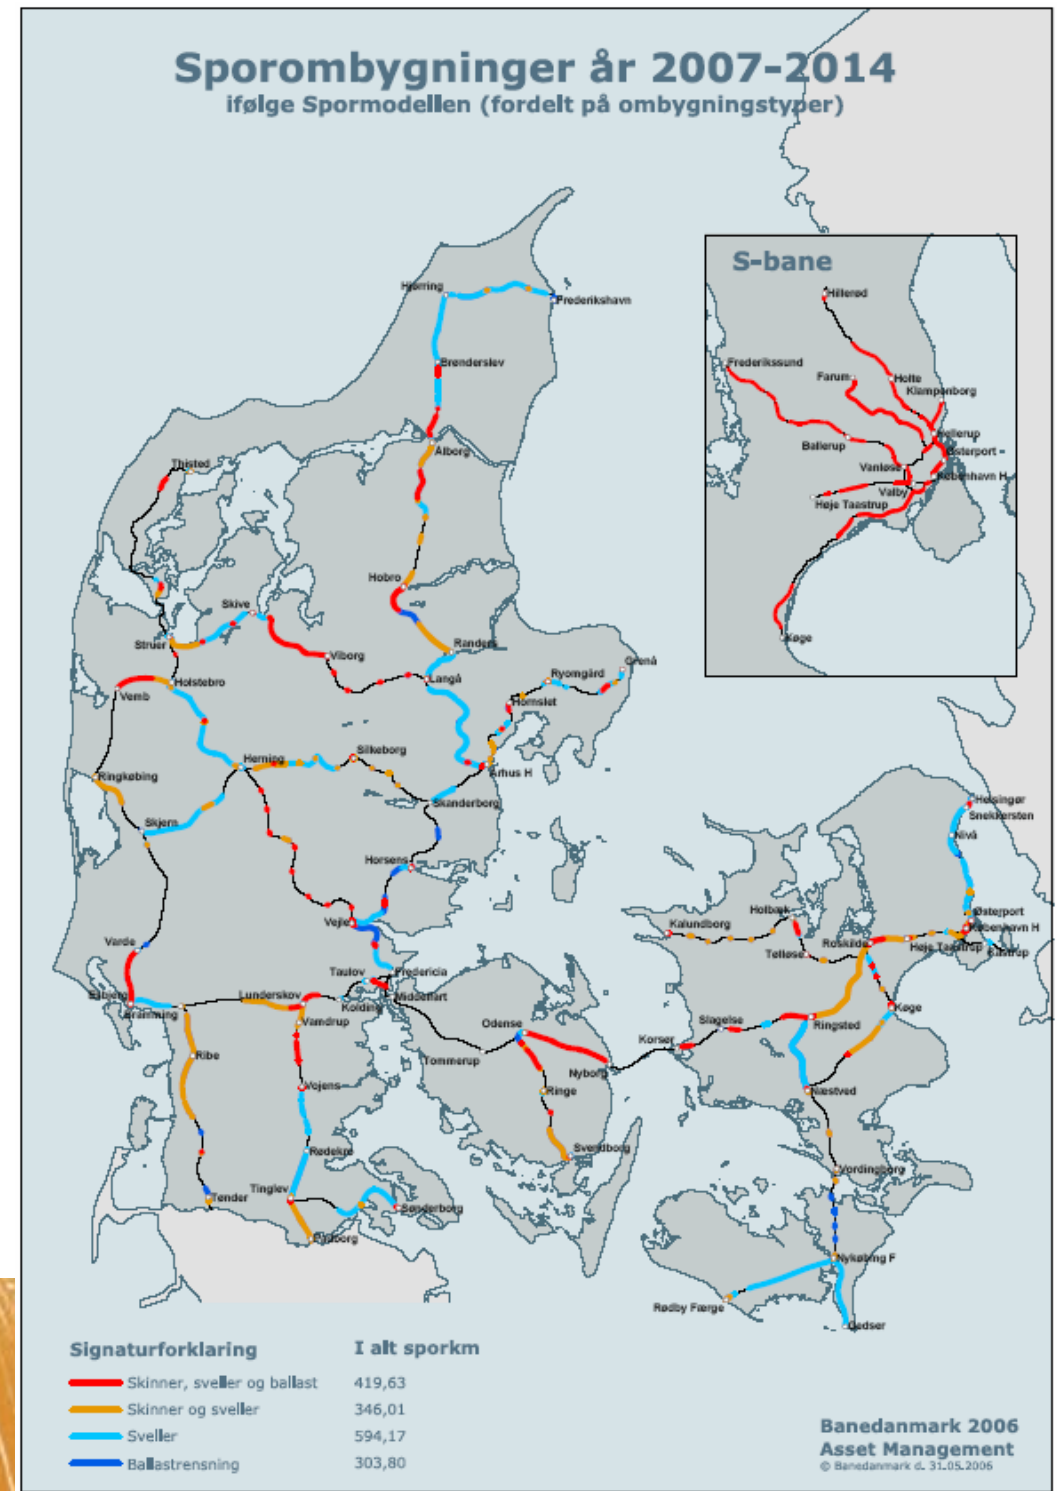 Sporombygninger år 2007-2014
ifølge Spormodellen (fordelt på ombygningstyper)
S-bane
Hillerød
Frederikssund
Farum
Holte
Klampenborg
Hellerup
Ballerup
Østerport
Vanløse
København H
Valby
Høje Taastrup
Køge
Hjørring
Frederikshavn
Brønderslev
Ålborg
Thisted
Hobro
Skive
Struer
Viborg
Randers
Langå
Grenå
Ryomgård
Hornslet
Holstebro
Vemb
Herning
Silkeborg
Århus H
Ringkøbing
Skanderborg
Skjern
Horsens
Vejle
Varde
Taulov
Fredericia
Esbjerg
Bramming
Lunderskov
Kolding
Middelfart
Vamdrup
Ribe
Vojens
Rødekro
Tinglev
Tønder
Sønderborg
Padborg
Odense
Tommerup
Nyborg
Ringe
Svendborg
Helsingør
Snekkersten
Nivå
Østerport
København H
Kastrup
Høje Taastrup
Holbæk
Kalundborg
Roskilde
Tølløse
Køge
Slagelse
Ringsted
Korsør
Næstved
Vordingborg
Nykøbing F
Rødby Færge
Gedser
Signaturforklaring I alt sporkm
Skinner, sveller og ballast 419,63
Skinner og sveller 346,01
Sveller 594,17
Ballastrensning 303,80
Banedanmark 2006
Asset Management
© Banedanmark d. 31.05.2006